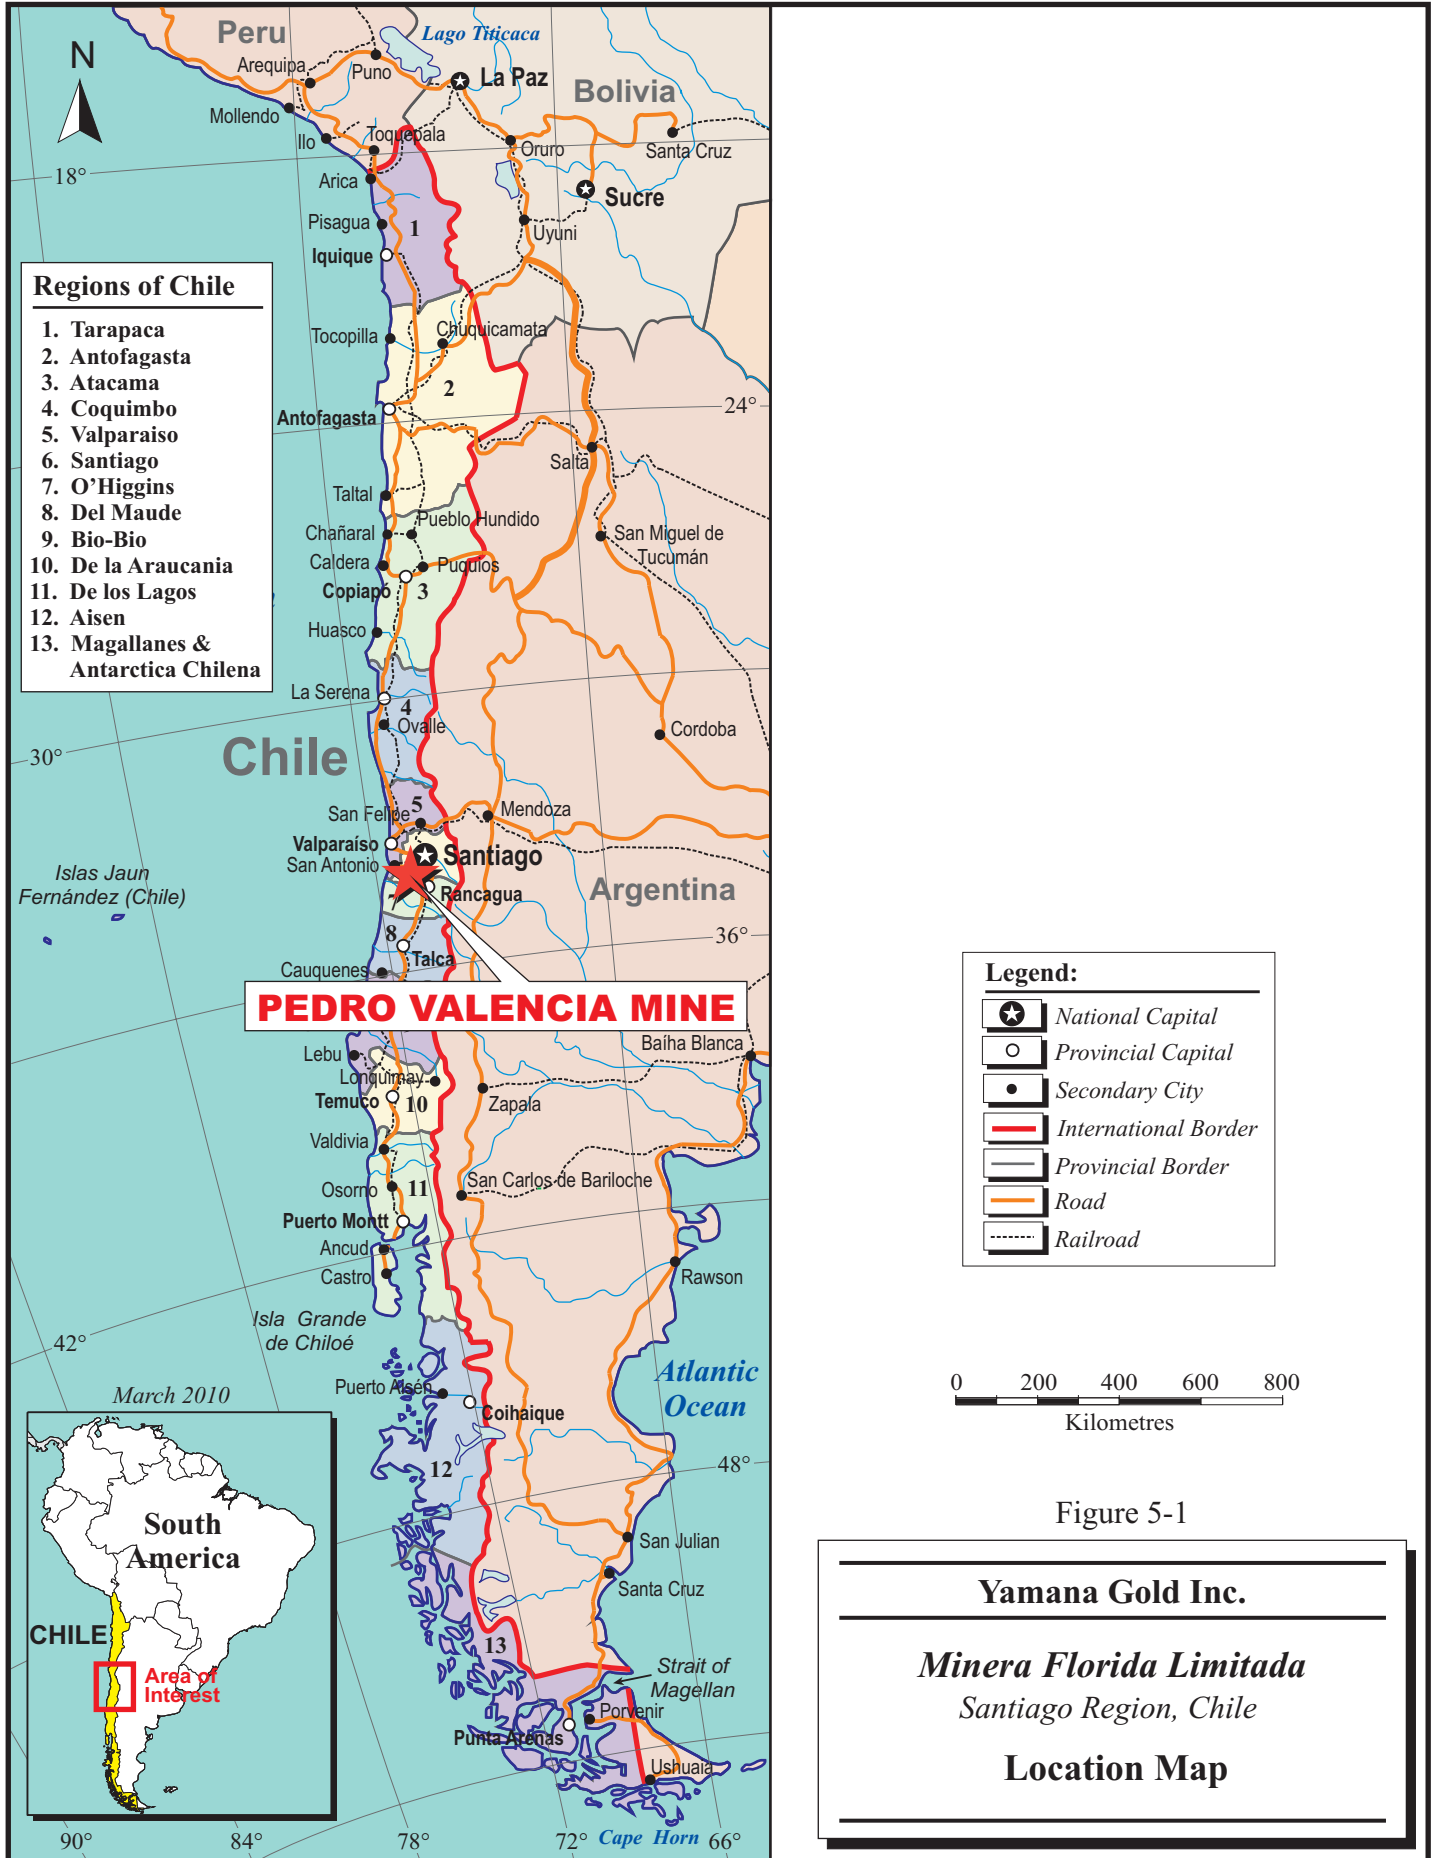 Peru
Lago Titicaca
N
Arequipa
Puno
La Paz
Bolivia
Mollendo
Ilo
Toquepala
Oruro
Santa Cruz
18°
Arica
Sucre
Pisagua
1
Uyuni
Iquique
Regions of Chile
1. Tarapaca
2. Antofagasta
3. Atacama
4. Coquimbo
5. Valparaiso
6. Santiago
7. O'Higgins
8. Del Maude
9. Bio-Bio
10. De la Araucania
11. De los Lagos
12. Aisen
13. Magallanes &
Antarctica Chilena
Tocopilla
Chuquicamata
2
24°
Antofagasta
Salta
Taltal
Pueblo Hundido
Chañaral
San Miguel de
Tucumán
Caldera
Puquios
Copiapó
3
Huasco
La Serena
4
Ovalle
Cordoba
Chile
30°
5
San Felipe
Mendoza
Valparaíso
Santiago
San Antonio
Islas Jaun
Fernández (Chile)
Rancagua
Argentina
7
8
36°
Talca
Cauquenes
PEDRO VALENCIA MINE
Baíha Blanca
Lebu
Lonquimay
Temuco
10
Zapala
Valdivia
Osorno
11
San Carlos de Bariloche
Puerto Montt
Ancud
Castro
Rawson
Isla Grande
de Chiloé
42°
Atlantic
Ocean
Puerto Aisén
Coihaique
12
48°
San Julian
Santa Cruz
13
Strait of
Magellan
Porvenir
Punta Arenas
Ushuaia
Cape Horn
90°
84°
78°
72°
66°
March 2010
South
America
CHILE
Area of
Interest
Legend:
National Capital
Provincial Capital
Secondary City
International Border
Provincial Border
Road
Railroad
0 200 400 600 800
Kilometres
Figure 5-1
Yamana Gold Inc.
Minera Florida Limitada
Santiago Region, Chile
Location Map